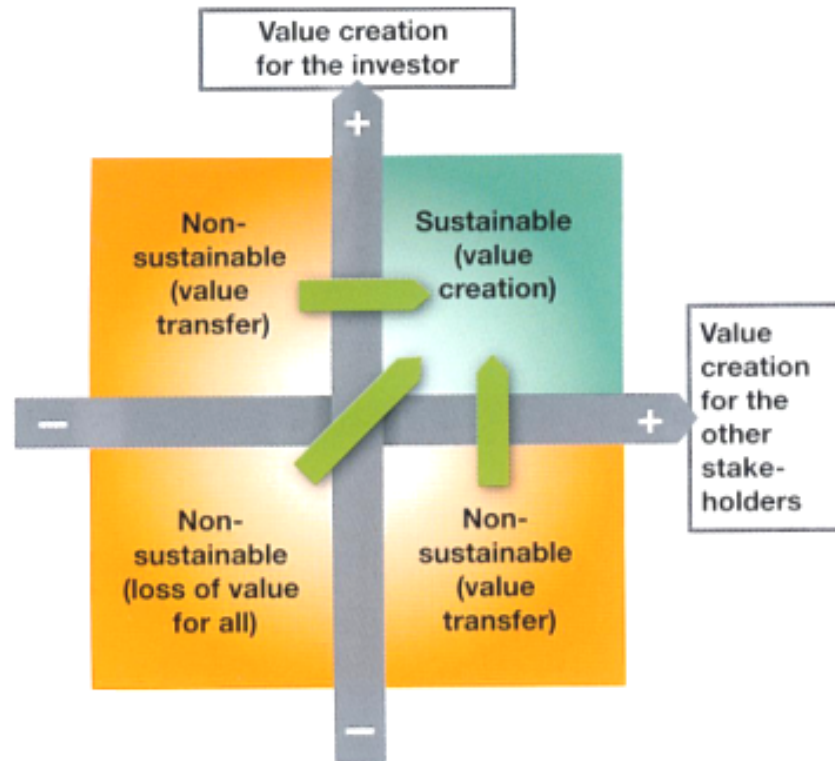 Value creation
for the investor
+
Non-
sustainable
(value
transfer)
Sustainable
(value
creation)
Value
creation
for the
other
stake-
holders
−
+
Non-
sustainable
(loss of value
for all)
Non-
sustainable
(value
transfer)
−